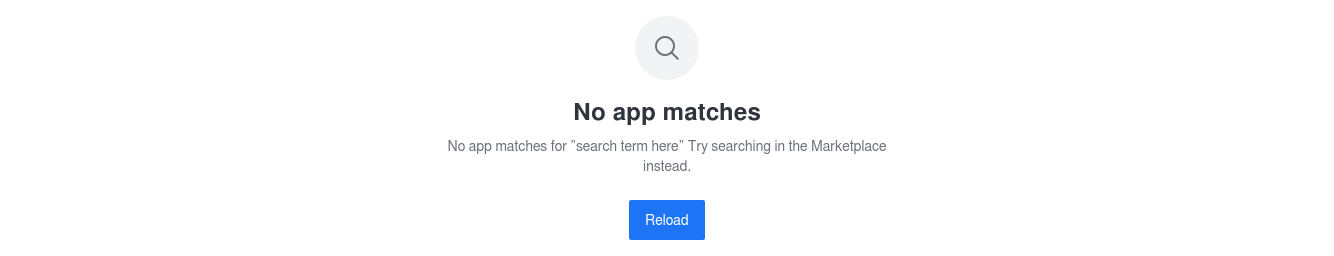 No app matches
No app matches for ”search term here” Try searching in the Marketplace
instead.
Reload